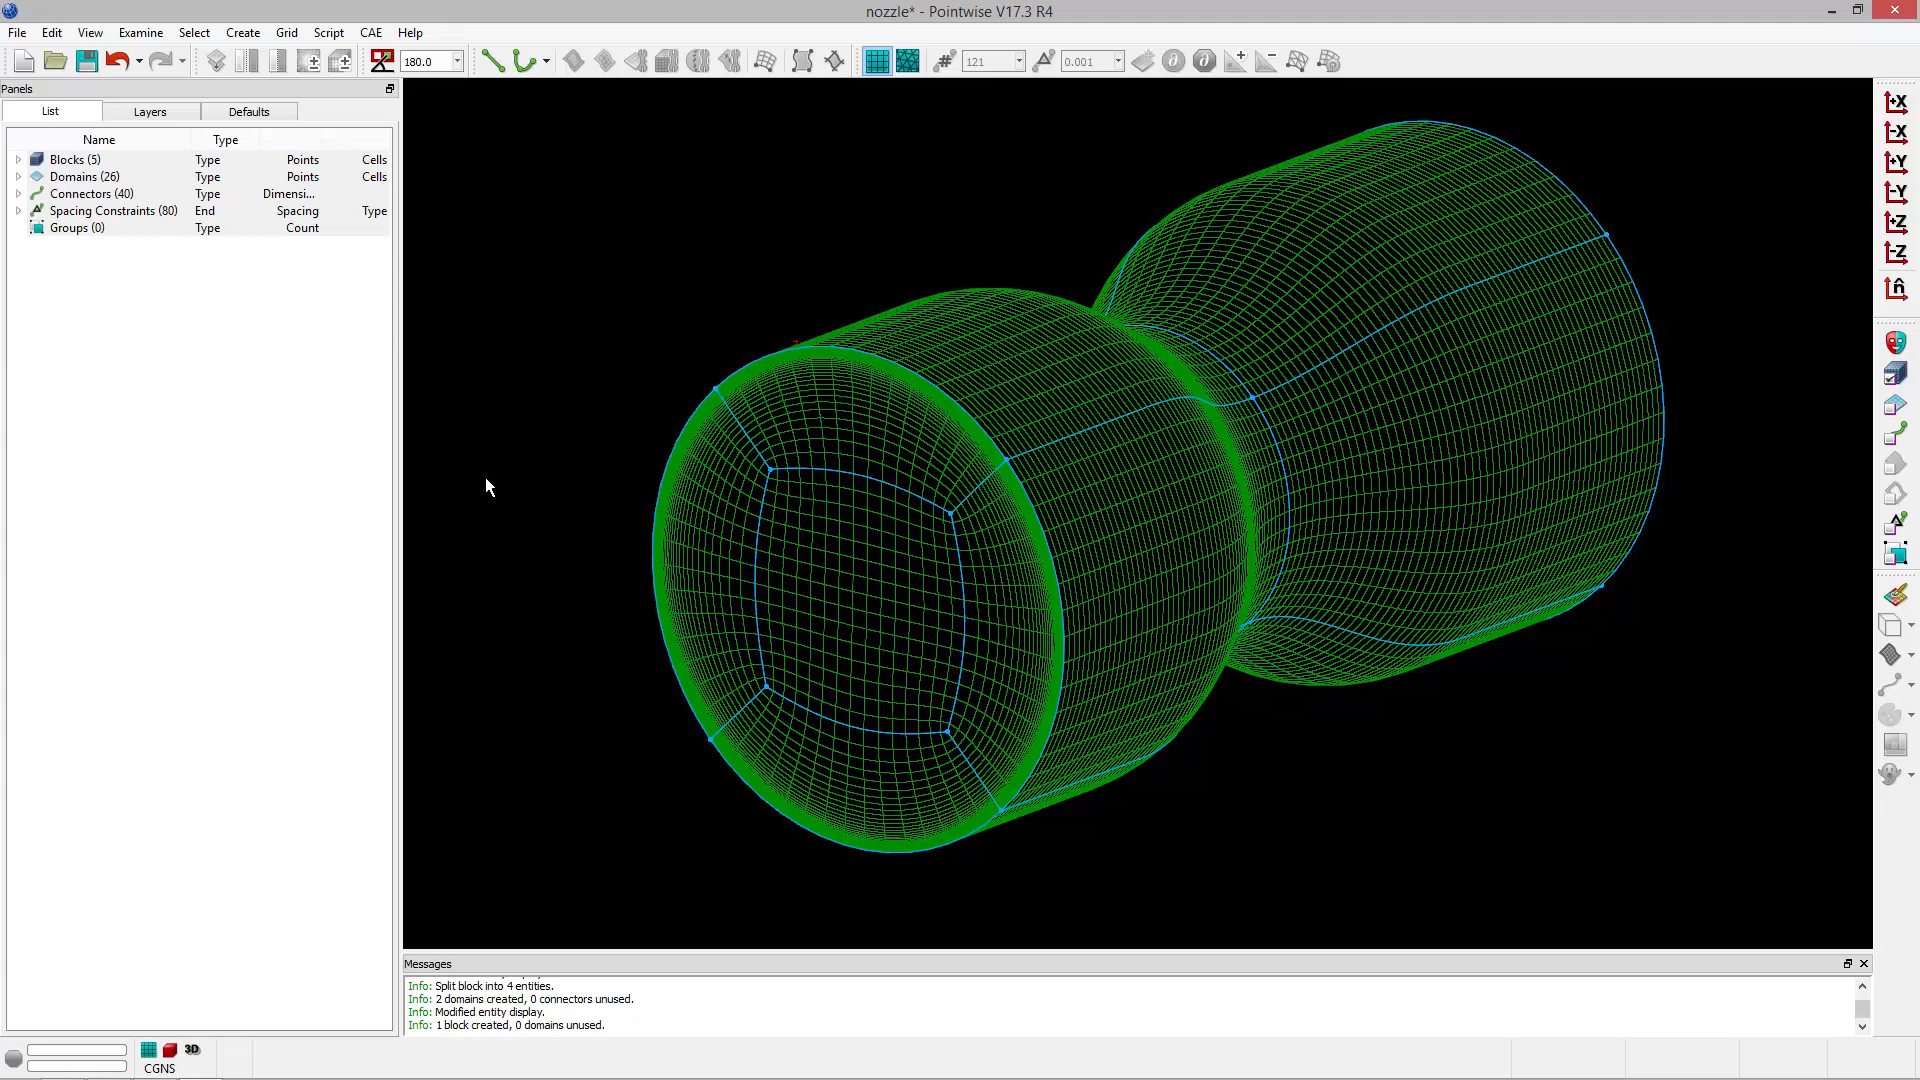 nozzle* - Pointwise V17.3 R4
File Edit View Examine Select Create Grid Script CAE Help
180.0 121 0.001
Panels
List Layers Defaults
Name Type
Blocks (5) Type Points Cells
Domains (26) Type Points Cells
Connectors (40) Type Dimensi...
Spacing Constraints (80) End Spacing Type
Groups (0) Type Count
+X
-X
+Y
-Y
+Z
-Z
n̂
Messages
Info: Split block into 4 entities.
Info: 2 domains created, 0 connectors unused.
Info: Modified entity display.
Info: 1 block created, 0 domains unused.
3D
CGNS